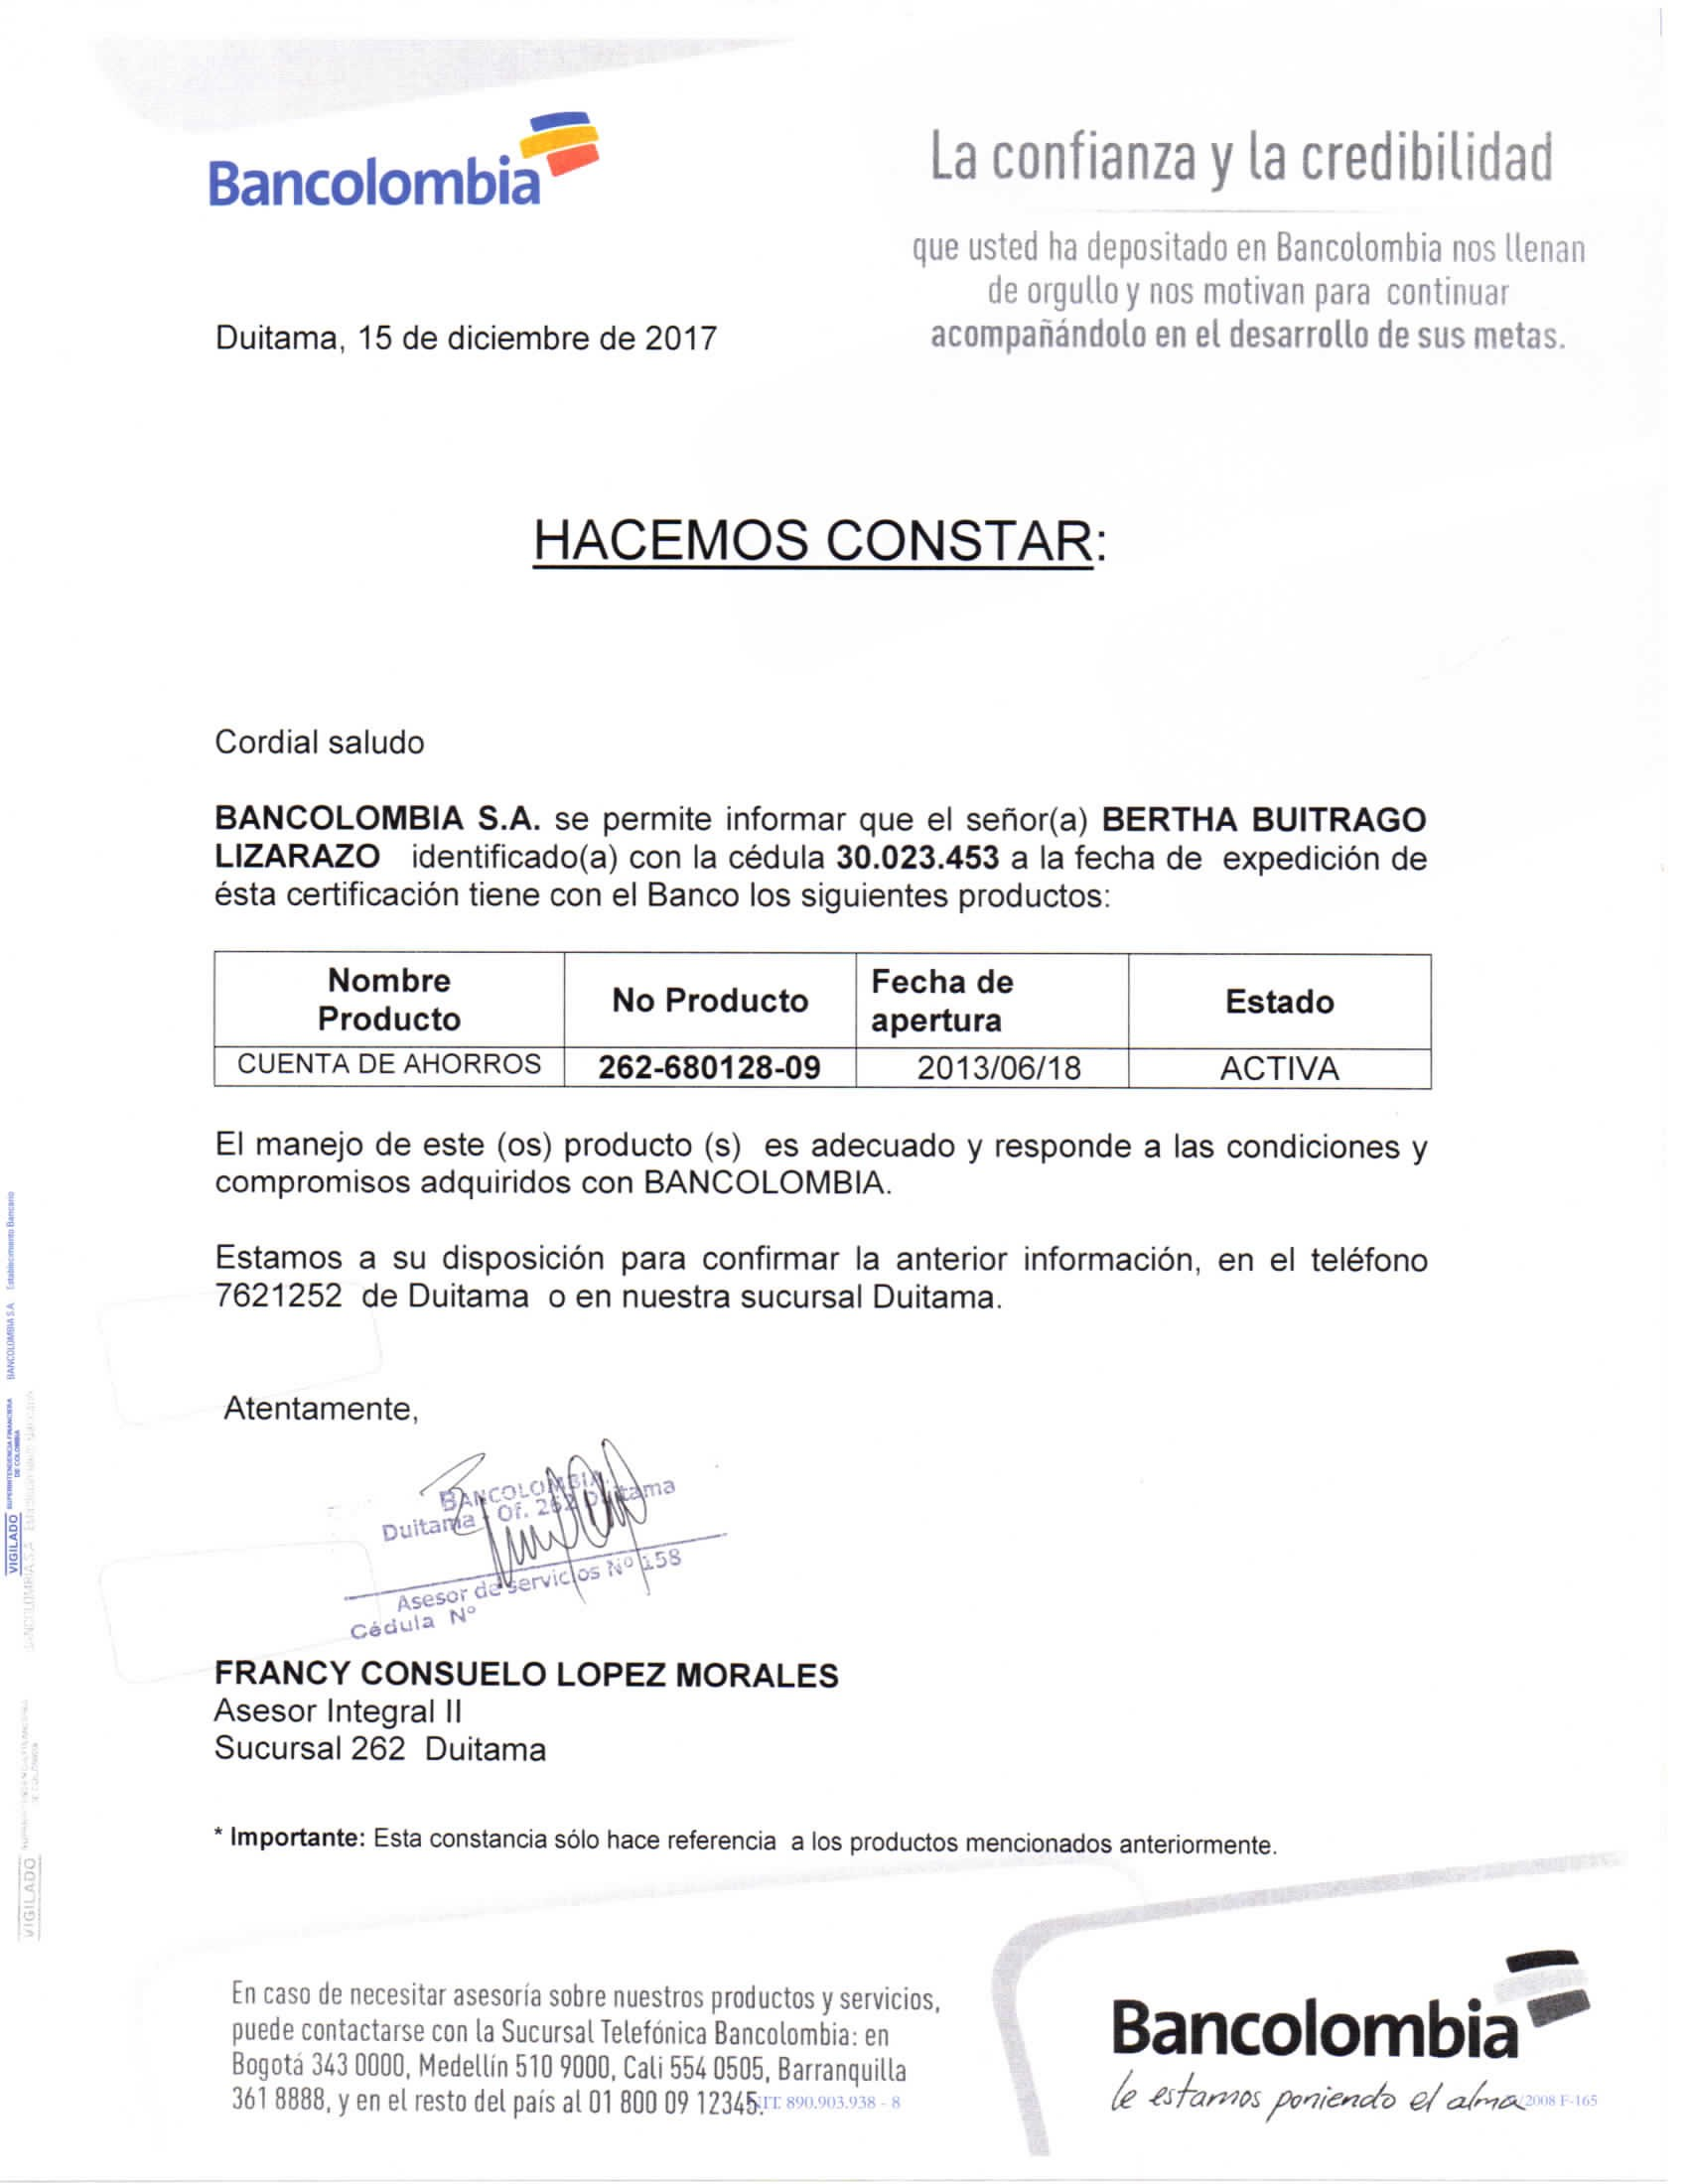 Bancolombia
La confianza y la credibilidad
que usted ha depositado en Bancolombia nos llenan
de orgullo y nos motivan para continuar
acompañándolo en el desarrollo de sus metas.
Duitama, 15 de diciembre de 2017
HACEMOS CONSTAR:
Cordial saludo
BANCOLOMBIA S.A. se permite informar que el señor(a) BERTHA BUITRAGO
LIZARAZO identificado(a) con la cédula 30.023.453 a la fecha de expedición de
ésta certificación tiene con el Banco los siguientes productos:
Nombre Producto No Producto Fecha de apertura Estado
CUENTA DE AHORROS 262-680128-09 2013/06/18 ACTIVA
El manejo de este (os) producto (s) es adecuado y responde a las condiciones y
compromisos adquiridos con BANCOLOMBIA.
Estamos a su disposición para confirmar la anterior información, en el teléfono
7621252 de Duitama o en nuestra sucursal Duitama.
Atentamente,
BANCOLOMBIA
Duitama - Of. 262 Duitama
Asesor de servicios Nº 158
Cédula Nº
FRANCY CONSUELO LOPEZ MORALES
Asesor Integral II
Sucursal 262 Duitama
* Importante: Esta constancia sólo hace referencia a los productos mencionados anteriormente.
VIGILADO SUPERINTENDENCIA FINANCIERA DE COLOMBIA BANCOLOMBIA S.A Establecimiento Bancario
VIGILADO
BANCOLOMBIA S.A
En caso de necesitar asesoría sobre nuestros productos y servicios,
puede contactarse con la Sucursal Telefónica Bancolombia: en
Bogotá 343 0000, Medellín 510 9000, Cali 554 0505, Barranquilla
361 8888, y en el resto del país al 01 800 09 12345.
890.903.938 - 8
Bancolombia
le estamos poniendo el alma
/2008 F-165